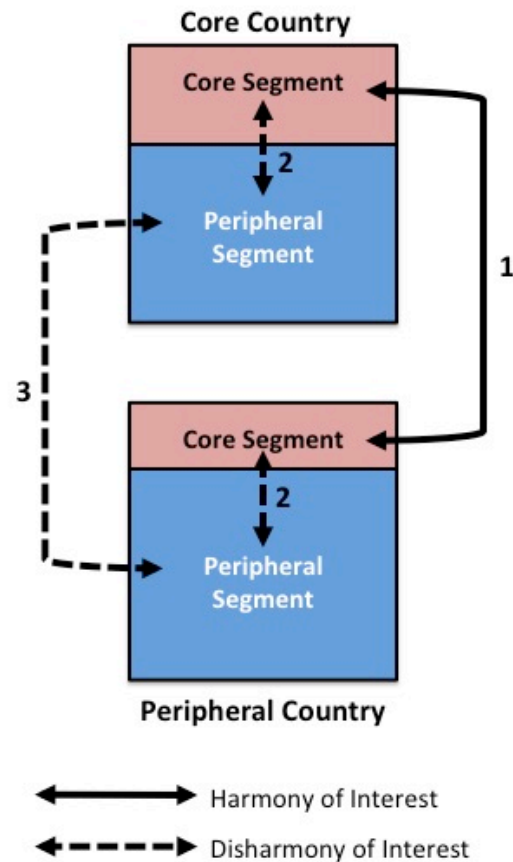 Core Country
Core Segment
2
Peripheral
Segment
1
3
Core Segment
2
Peripheral
Segment
Peripheral Country
Harmony of Interest
Disharmony of Interest